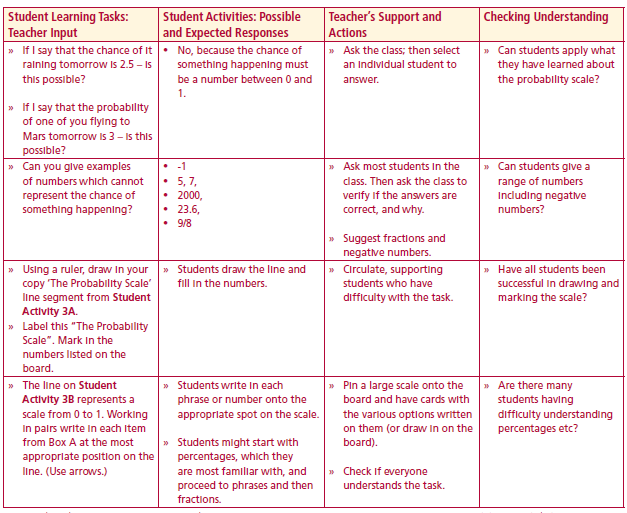 Student Learning Tasks:
Teacher Input
Student Activities: Possible
and Expected Responses
Teacher's Support and
Actions
Checking Understanding
» If I say that the chance of it
raining tomorrow is 2.5 – is
this possible?
» If I say that the probability
of one of you flying to
Mars tomorrow is 3 – is this
possible?
• No, because the chance of
something happening must
be a number between 0 and
1.
» Ask the class; then select
an individual student to
answer.
» Can students apply what
they have learned about
the probability scale?
» Can you give examples
of numbers which cannot
represent the chance of
something happening?
• -1
• 5, 7,
• 2000,
• 23.6,
• 9/8
» Ask most students in the
class. Then ask the class to
verify if the answers are
correct, and why.
» Suggest fractions and
negative numbers.
» Can students give a
range of numbers
including negative
numbers?
» Using a ruler, draw in your
copy 'The Probability Scale'
line segment from Student
Activity 3A.
» Label this "The Probability
Scale". Mark in the
numbers listed on the
board.
» Students draw the line and
fill in the numbers.
» Circulate, supporting
students who have
difficulty with the task.
» Have all students been
successful in drawing and
marking the scale?
» The line on Student
Activity 3B represents a
scale from 0 to 1. Working
in pairs write in each item
from Box A at the most
appropriate position on the
line. (Use arrows.)
» Students write in each
phrase or number onto the
appropriate spot on the scale.
» Students might start with
percentages, which they
are most familiar with, and
proceed to phrases and then
fractions.
» Pin a large scale onto the
board and have cards with
the various options written
on them (or draw in on the
board).
» Check if everyone
understands the task.
» Are there many
students having
difficulty understanding
percentages etc?